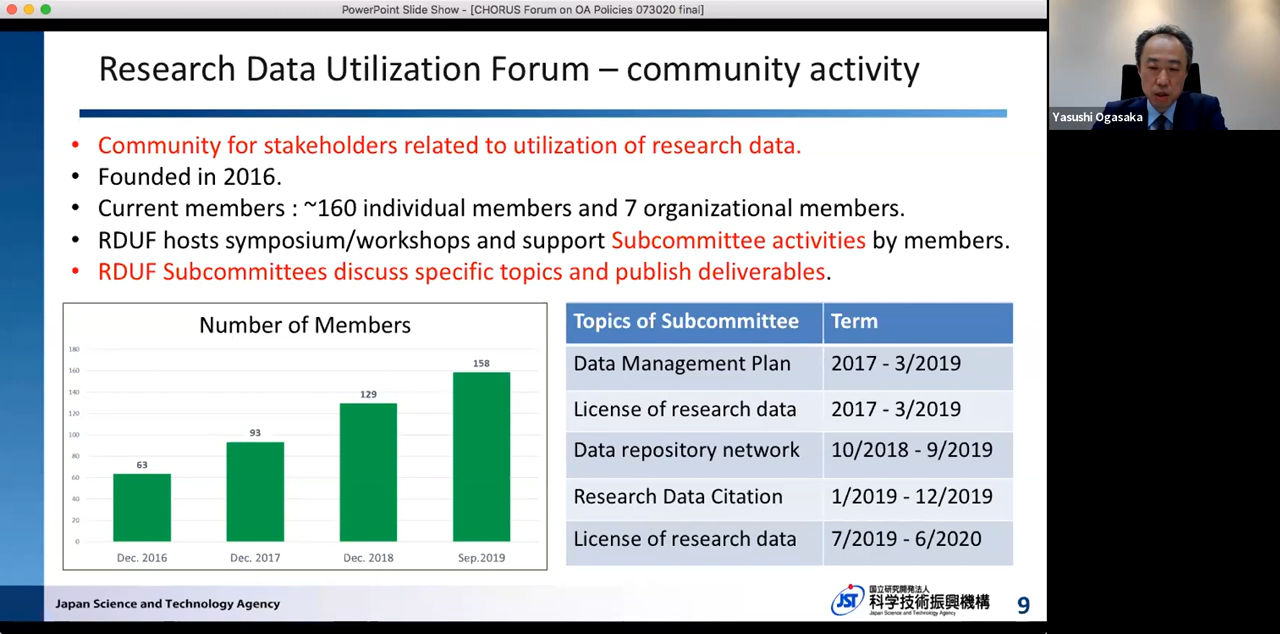 PowerPoint Slide Show - [CHORUS Forum on OA Policies 073020 final]
Research Data Utilization Forum – community activity
• Community for stakeholders related to utilization of research data.
• Founded in 2016.
• Current members : ~160 individual members and 7 organizational members.
• RDUF hosts symposium/workshops and support Subcommittee activities by members.
• RDUF Subcommittees discuss specific topics and publish deliverables.
Number of Members
180
160
140
120
100
80
60
40
20
0
63
93
129
158
Dec. 2016
Dec. 2017
Dec. 2018
Sep.2019
Topics of Subcommittee Term
Data Management Plan 2017 - 3/2019
License of research data 2017 - 3/2019
Data repository network 10/2018 - 9/2019
Research Data Citation 1/2019 - 12/2019
License of research data 7/2019 - 6/2020
Japan Science and Technology Agency
JST
国立研究開発法人
科学技術振興機構
Japan Science and Technology Agency
9
Yasushi Ogasaka